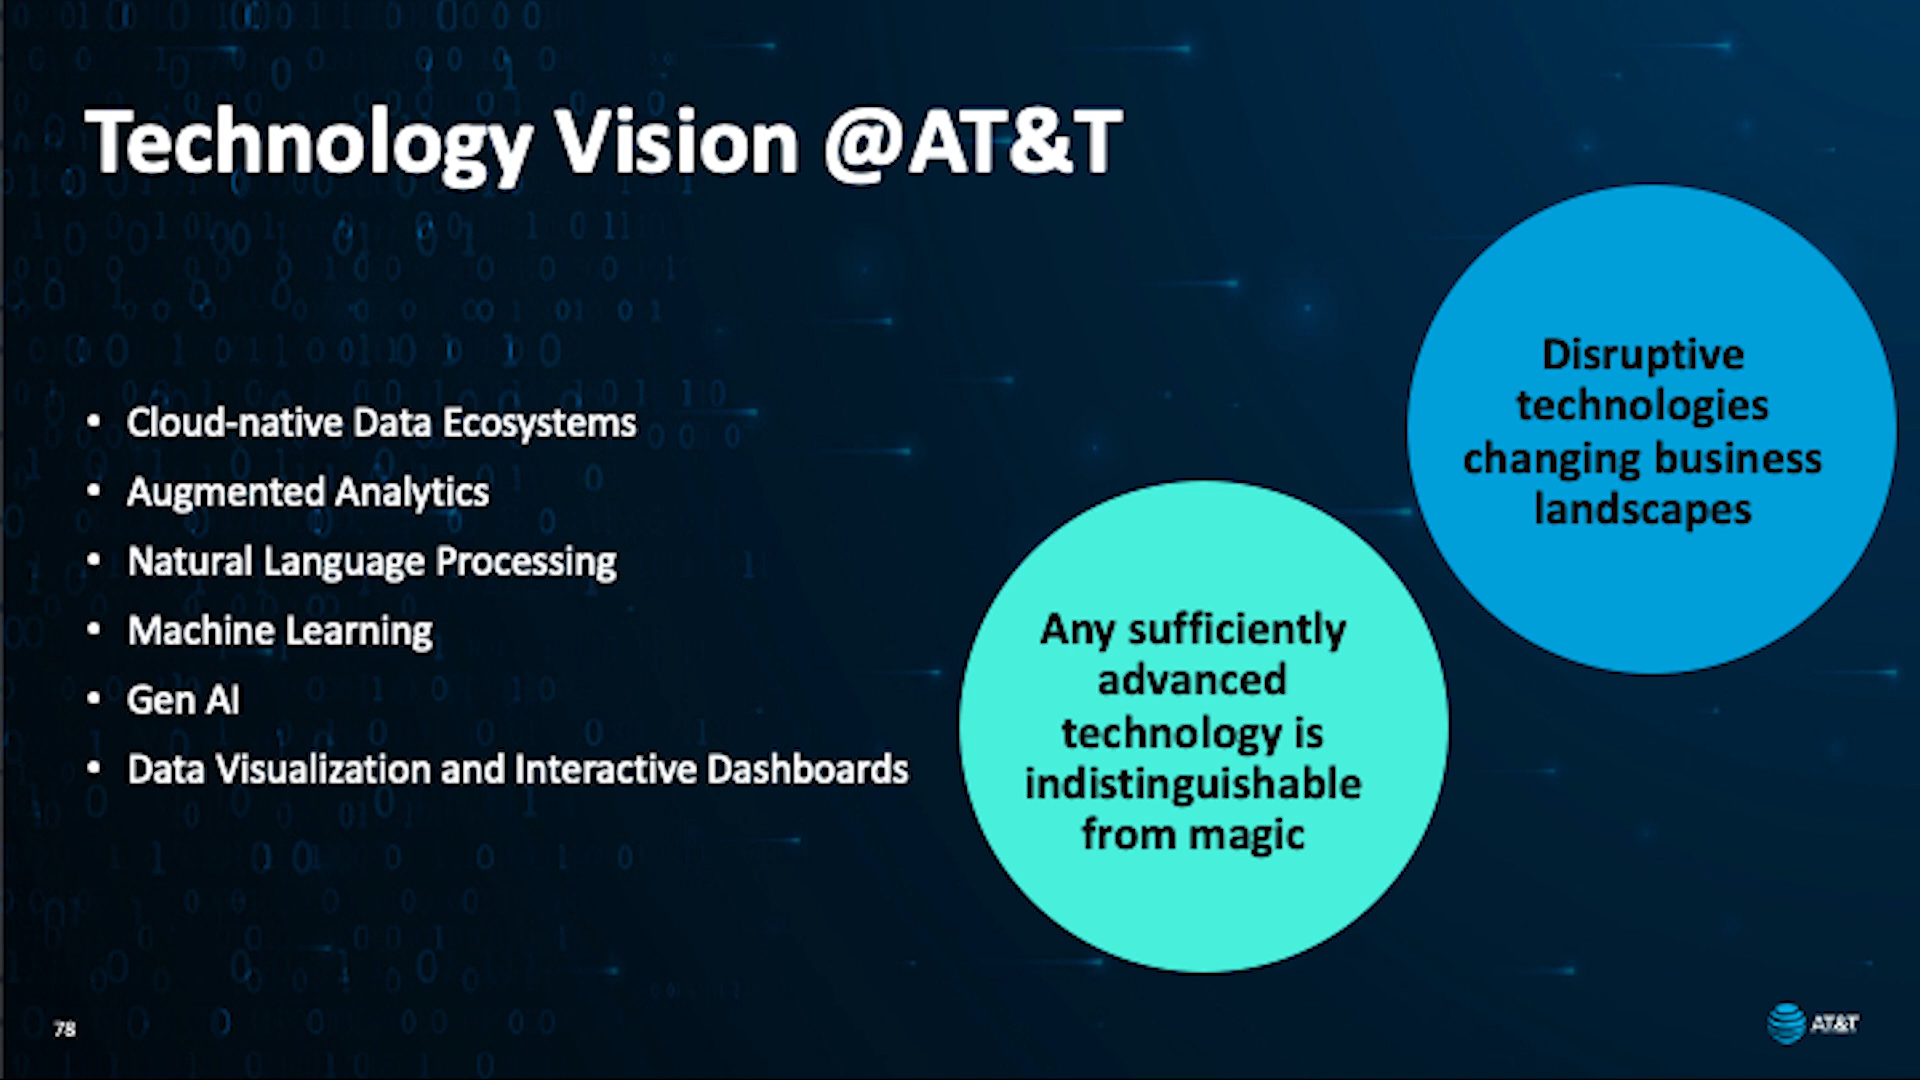 Technology Vision @AT&T
• Cloud-native Data Ecosystems
• Augmented Analytics
• Natural Language Processing
• Machine Learning
• Gen AI
• Data Visualization and Interactive Dashboards
Disruptive
technologies
changing business
landscapes
Any sufficiently
advanced
technology is
indistinguishable
from magic
78
AT&T